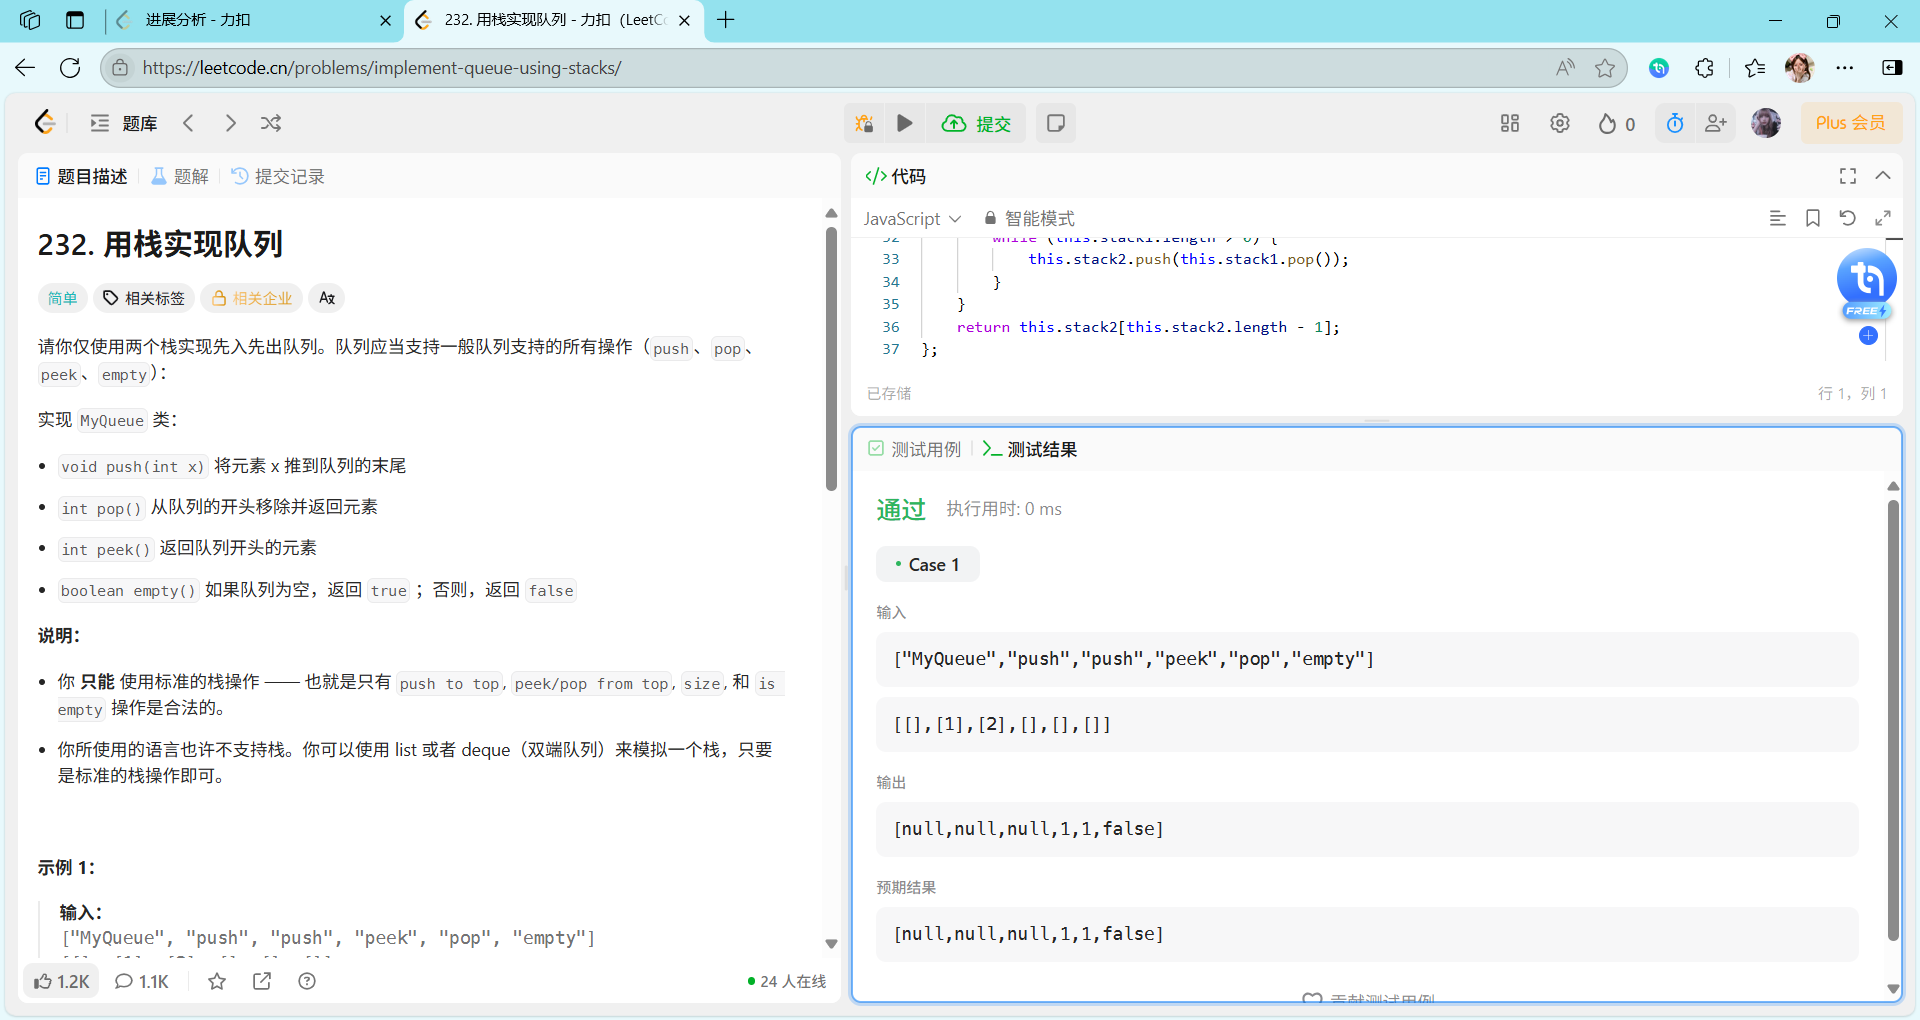 进展分析 - 力扣
232. 用栈实现队列 - 力扣（LeetC
https://leetcode.cn/problems/implement-queue-using-stacks/
题库
提交
0
Plus 会员
题目描述
题解
提交记录
232. 用栈实现队列
简单
相关标签
相关企业
请你仅使用两个栈实现先入先出队列。队列应当支持一般队列支持的所有操作（push、pop、
peek、empty）：
实现 MyQueue 类：
void push(int x) 将元素 x 推到队列的末尾
int pop() 从队列的开头移除并返回元素
int peek() 返回队列开头的元素
boolean empty() 如果队列为空，返回 true ；否则，返回 false
说明：
你 只能 使用标准的栈操作 —— 也就是只有 push to top, peek/pop from top, size, 和 is
empty 操作是合法的。
你所使用的语言也许不支持栈。你可以使用 list 或者 deque（双端队列）来模拟一个栈，只要
是标准的栈操作即可。
示例 1：
输入：
["MyQueue", "push", "push", "peek", "pop", "empty"]
1.2K
1.1K
24 人在线
代码
JavaScript
智能模式
32 while (this.stack1.length > 0) {
33 this.stack2.push(this.stack1.pop());
34 }
35 }
36 return this.stack2[this.stack2.length - 1];
37 };
FREE
已存储
行 1，列 1
测试用例
测试结果
通过
执行用时: 0 ms
Case 1
输入
["MyQueue","push","push","peek","pop","empty"]
[[],[1],[2],[],[],[]]
输出
[null,null,null,1,1,false]
预期结果
[null,null,null,1,1,false]
贡献测试用例